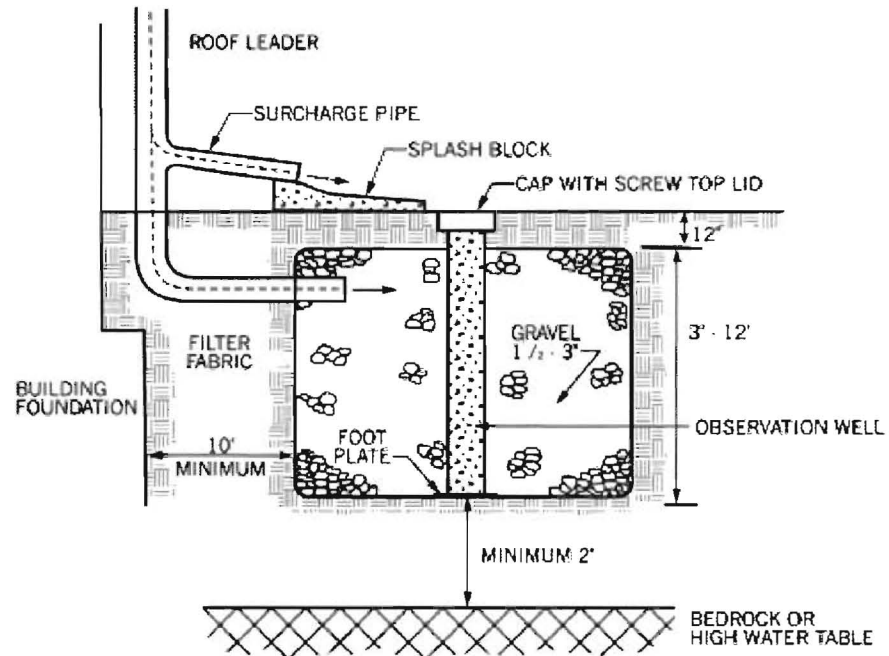 ROOF LEADER
SURCHARGE PIPE
SPLASH BLOCK
CAP WITH SCREW TOP LID
12"
3' - 12'
FILTER
FABRIC
GRAVEL
1 1/2 - 3"
BUILDING
FOUNDATION
10'
MINIMUM
FOOT
PLATE
OBSERVATION WELL
MINIMUM 2'
BEDROCK OR
HIGH WATER TABLE